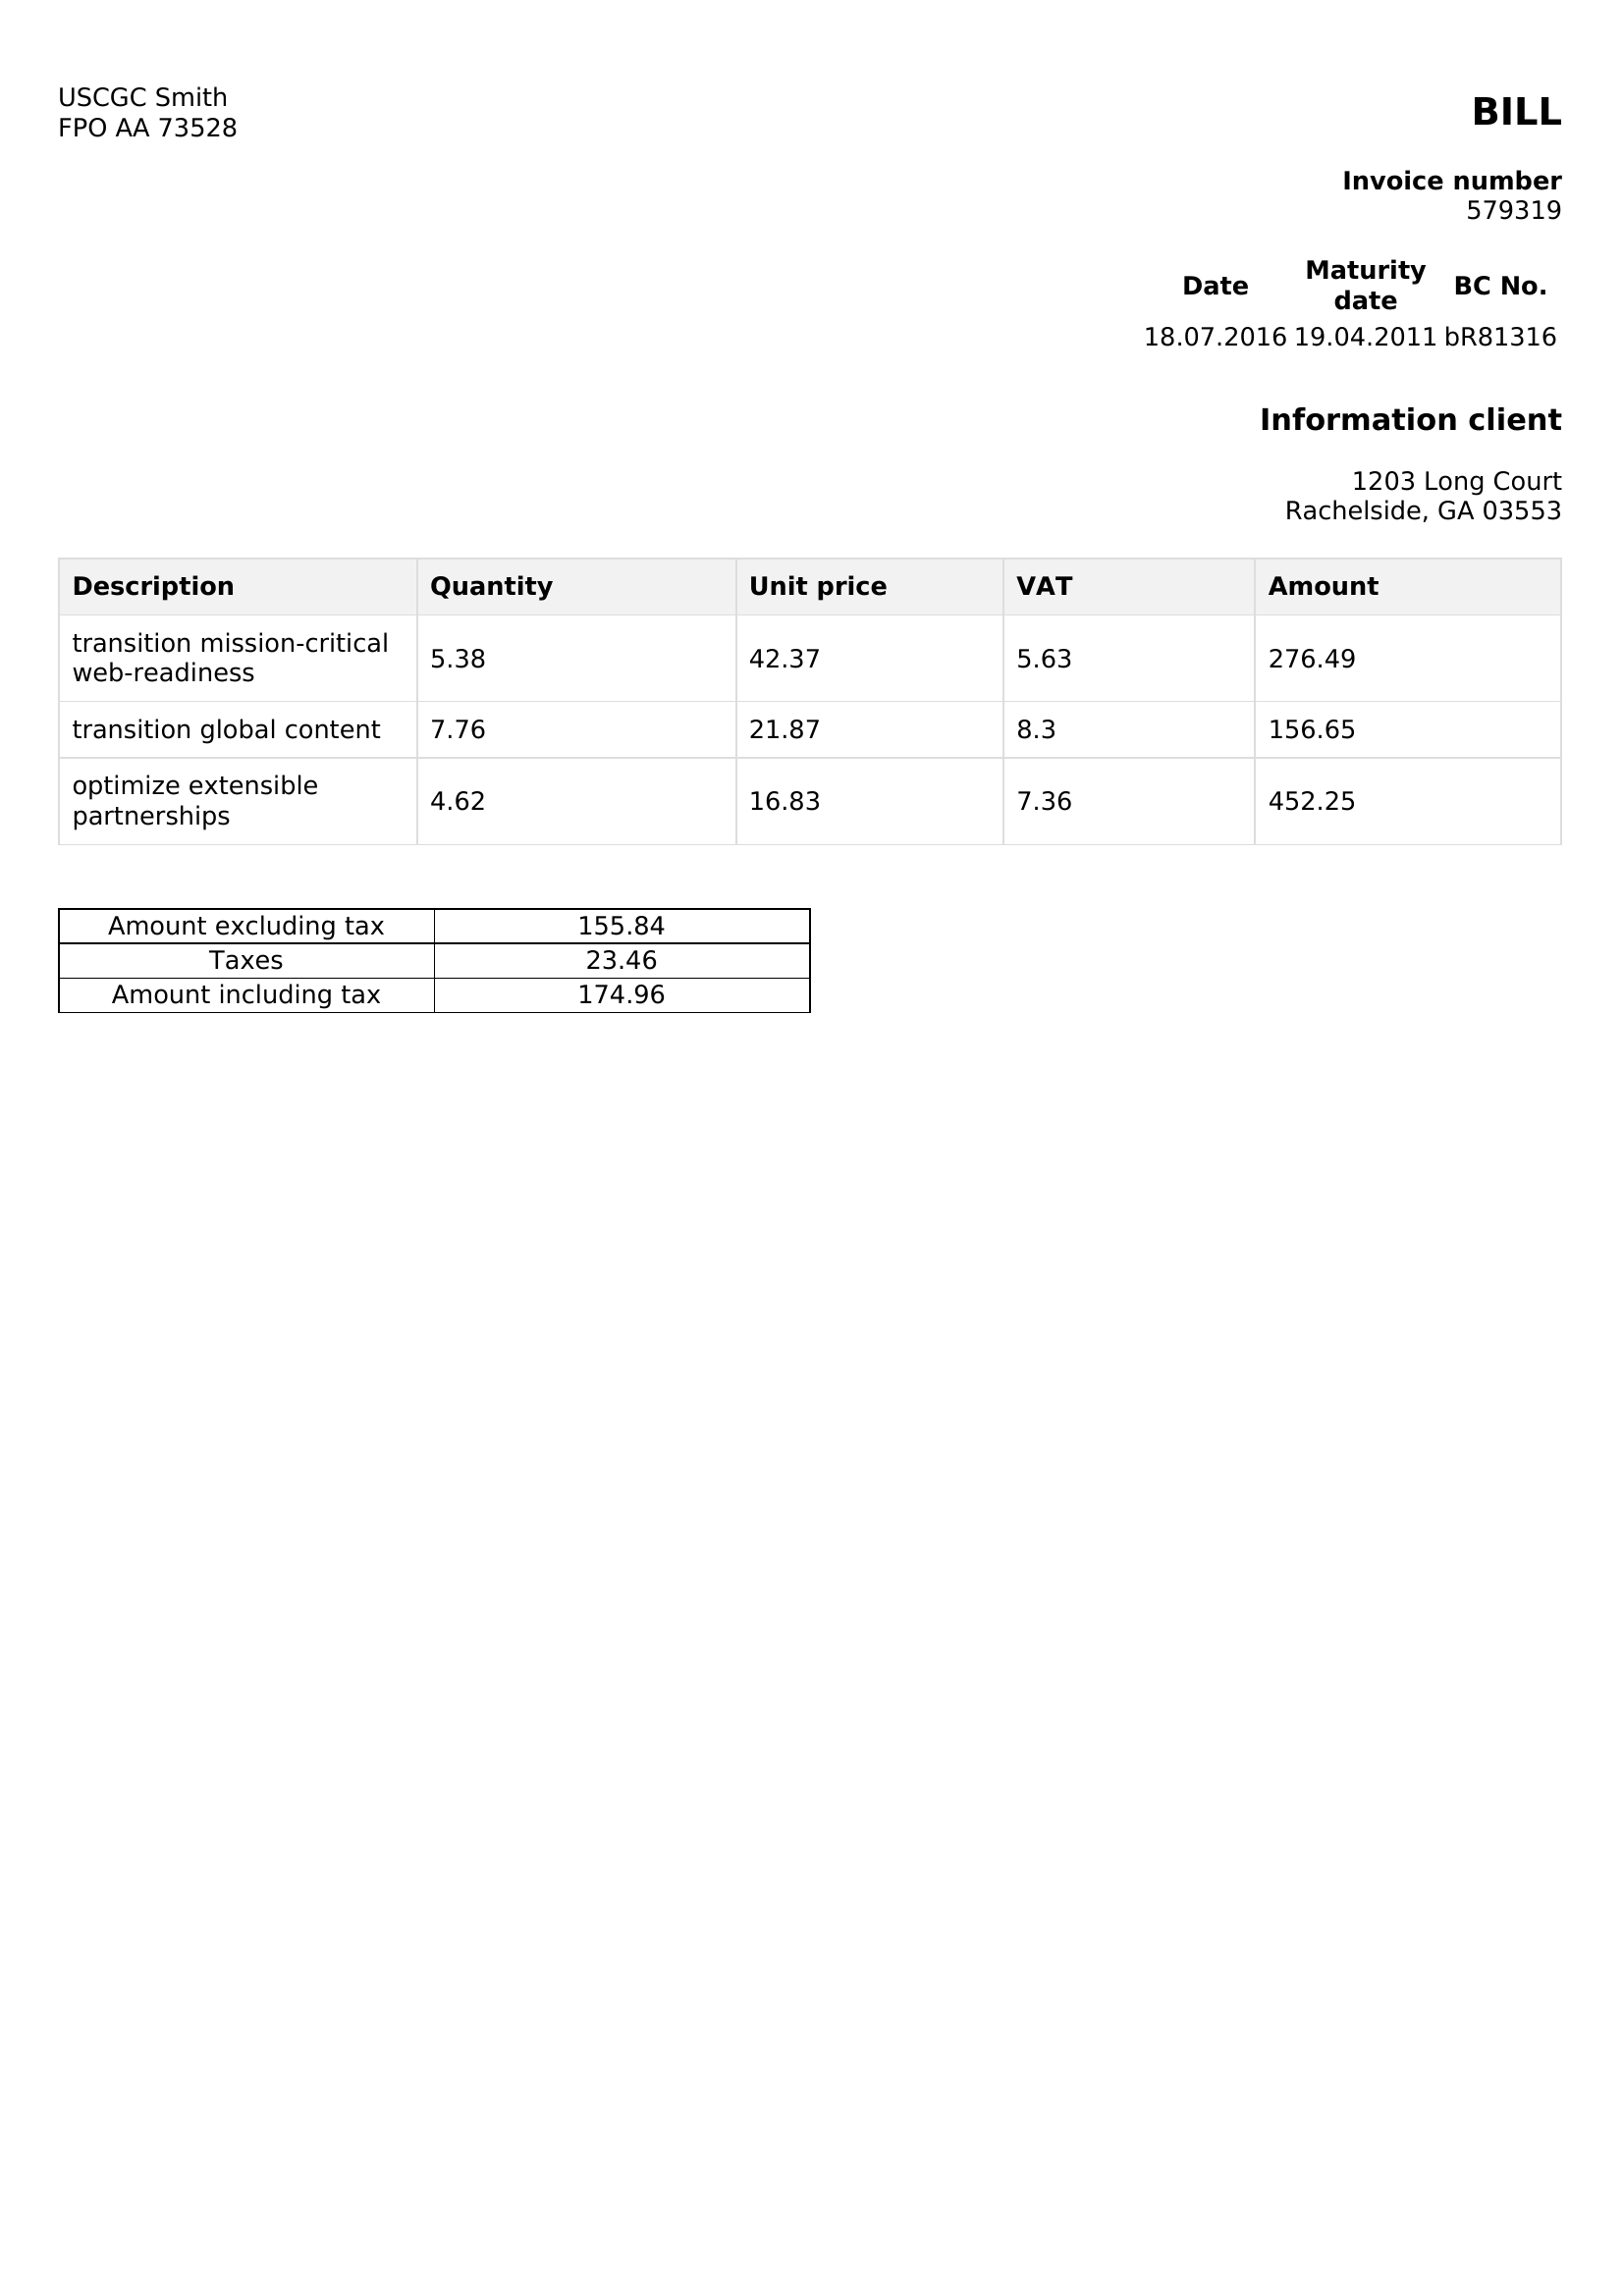 USCGC Smith
FPO AA 73528
BILL
Invoice number
579319
Date Maturity date BC No.
18.07.2016 19.04.2011 bR81316
Information client
1203 Long Court
Rachelside, GA 03553
Description Quantity Unit price VAT Amount
transition mission-critical
web-readiness 5.38 42.37 5.63 276.49
transition global content 7.76 21.87 8.3 156.65
optimize extensible
partnerships 4.62 16.83 7.36 452.25
Amount excluding tax 155.84
Taxes 23.46
Amount including tax 174.96